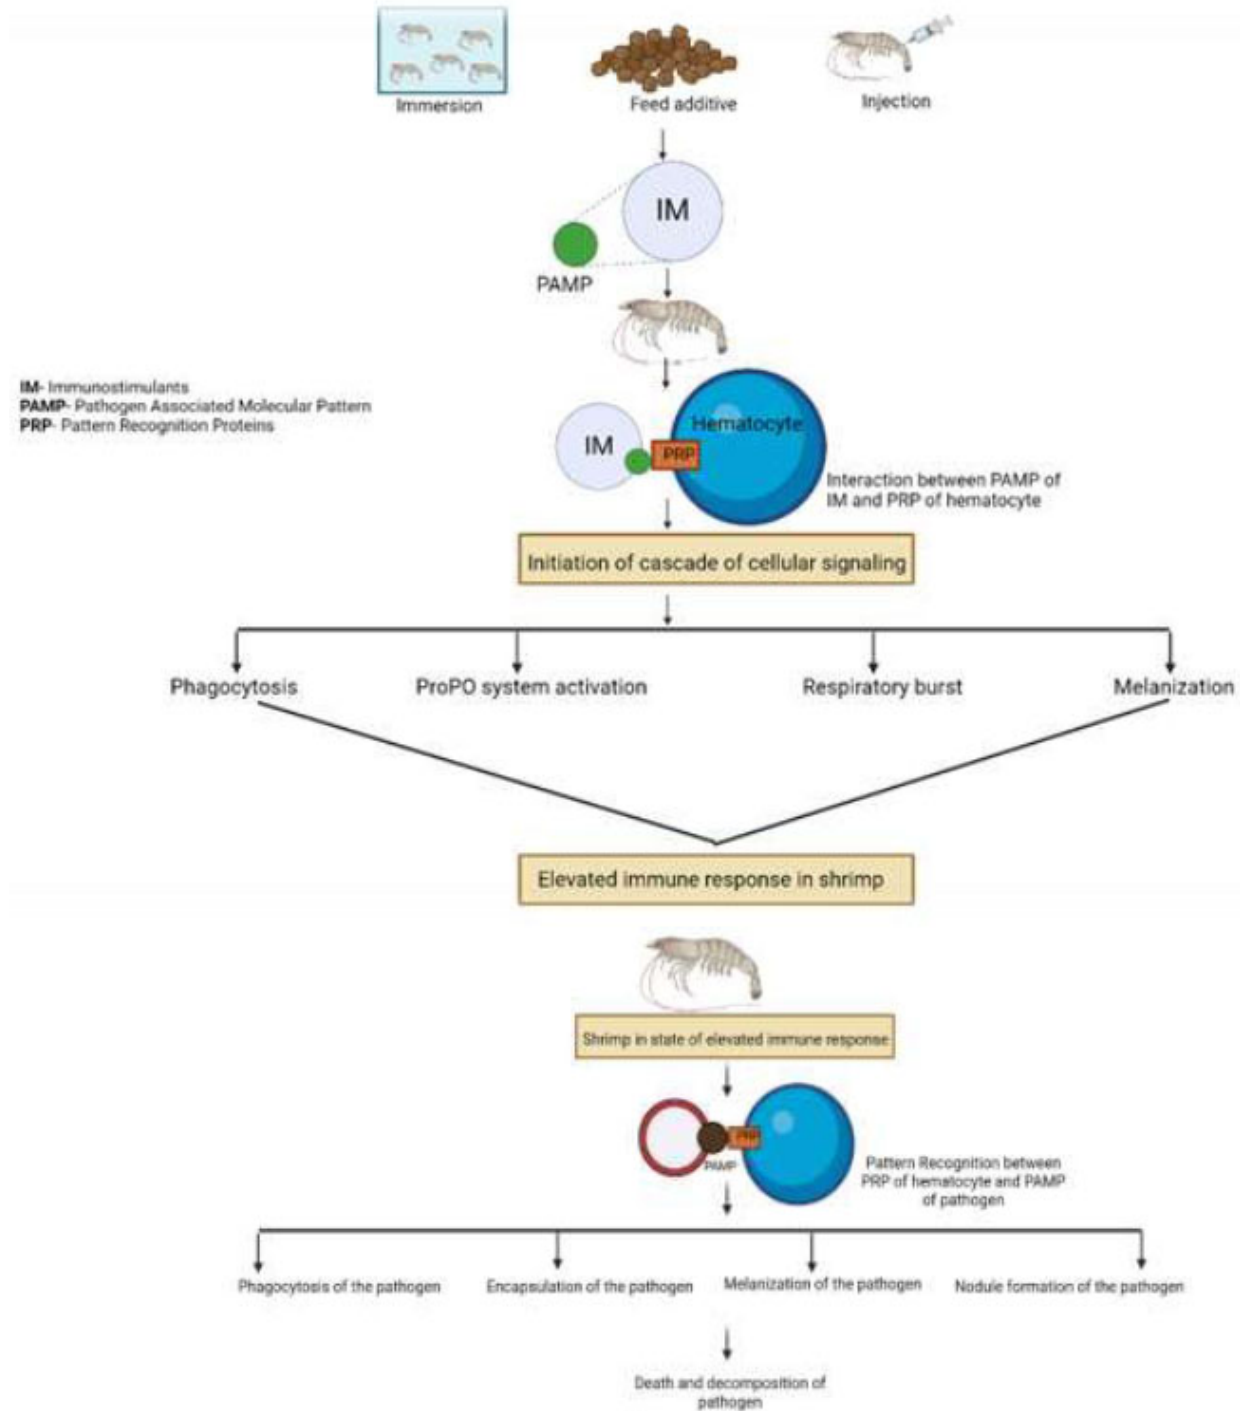 Immersion
Feed additive
Injection
IM
PAMP
IM- Immunostimulants
PAMP- Pathogen Associated Molecular Pattern
PRP- Pattern Recognition Proteins
Hematocyte
IM
PRP
Interaction between PAMP of
IM and PRP of hematocyte
Initiation of cascade of cellular signaling
Phagocytosis
ProPO system activation
Respiratory burst
Melanization
Elevated immune response in shrimp
Shrimp in state of elevated immune response
PRP
PAMP
Pattern Recognition between
PRP of hematocyte and PAMP
of pathogen
Phagocytosis of the pathogen
Encapsulation of the pathogen
Melanization of the pathogen
Nodule formation of the pathogen
Death and decomposition of
pathogen